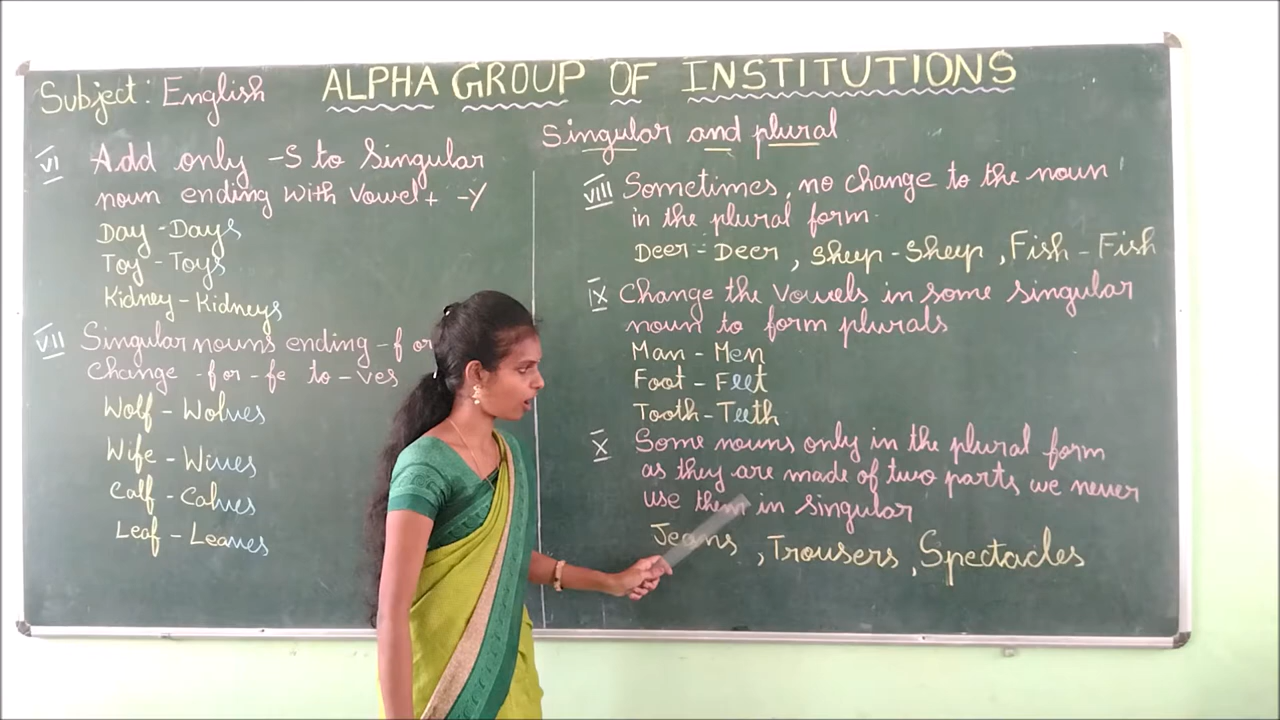 Subject: English
ALPHA GROUP OF INSTITUTIONS
Singular and plural
VI Add only -S to Singular
noun ending with Vowel + -Y
Day - Days
Toy - Toys
Kidney - Kidneys
VII Singular nouns ending -f or
change -f or -fe to -ves
Wolf - Wolves
Wife - Wives
Calf - Calves
Leaf - Leaves
VIII Sometimes, no change to the noun
in the plural form.
Deer - Deer, Sheep - Sheep, Fish - Fish
IX Change the Vowels in some singular
noun to form plurals
Man - Men
Foot - Feet
Tooth - Teeth
X Some nouns only in the plural form
as they are made of two parts we never
use them in singular
Jeans, Trousers, Spectacles